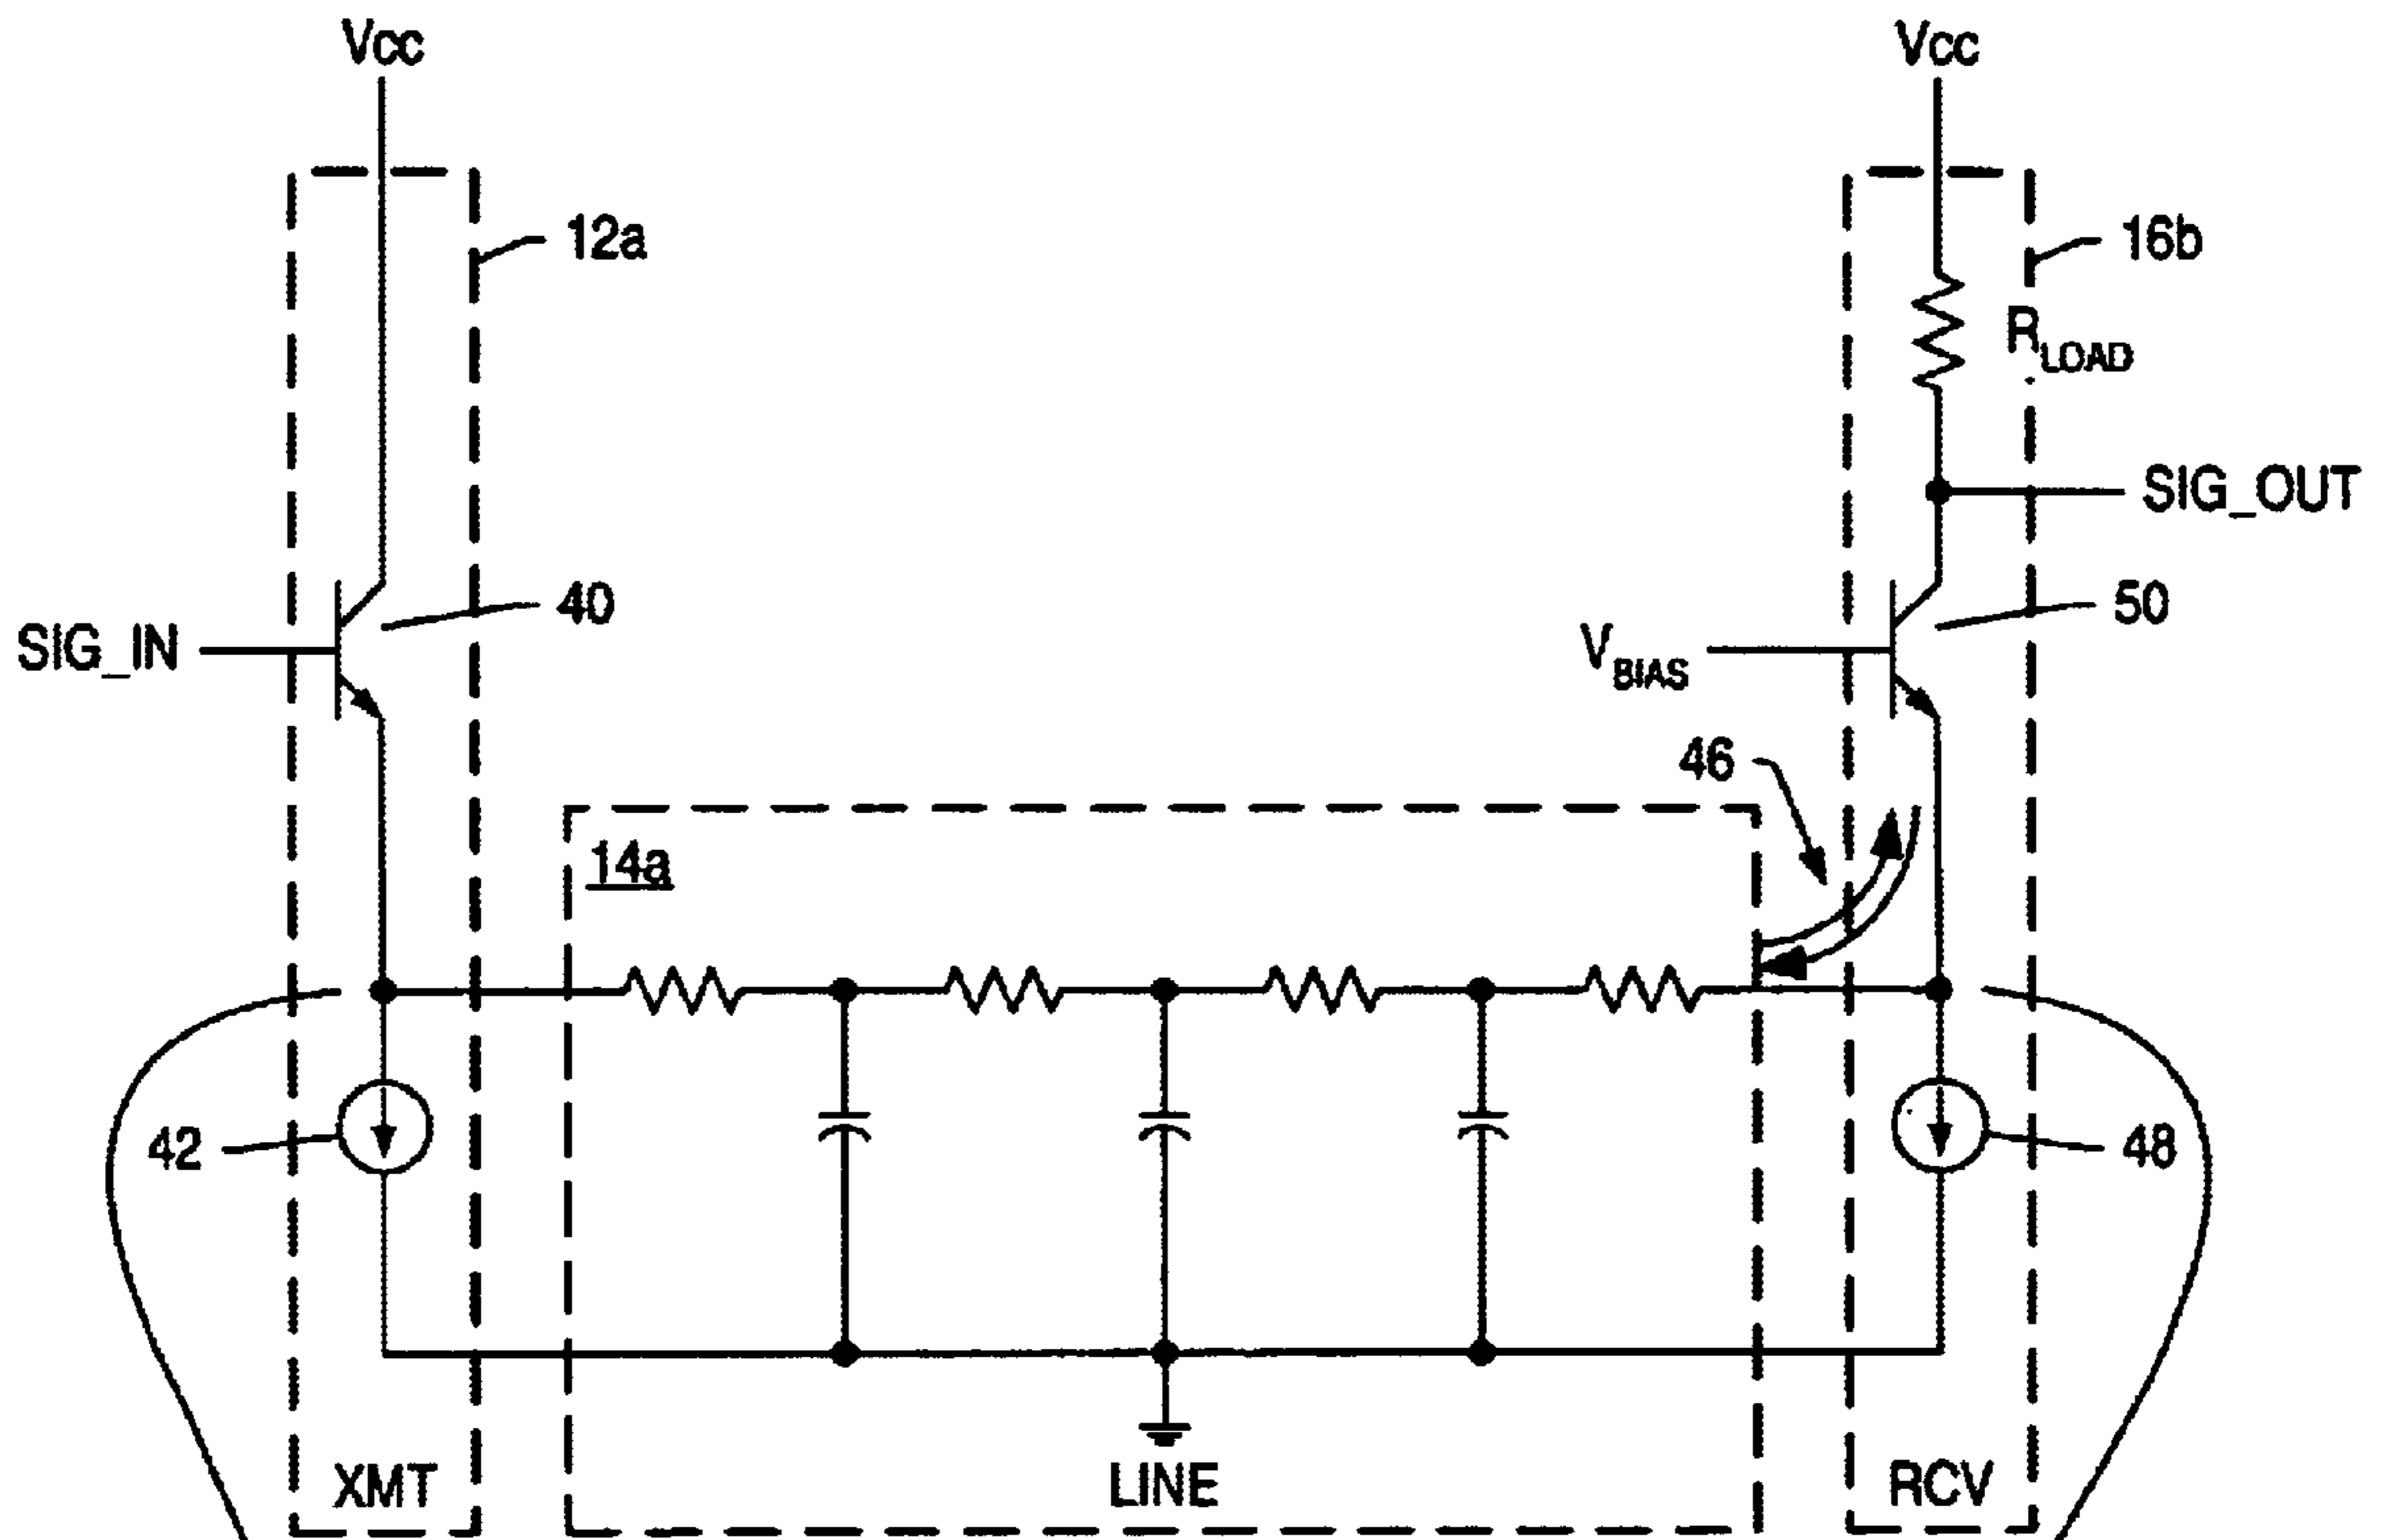 VCC
VCC
12a
16b
RLOAD
SIG_OUT
40
50
SIG_IN
VBIAS
46
14a
42
48
XMT
LINE
RCV